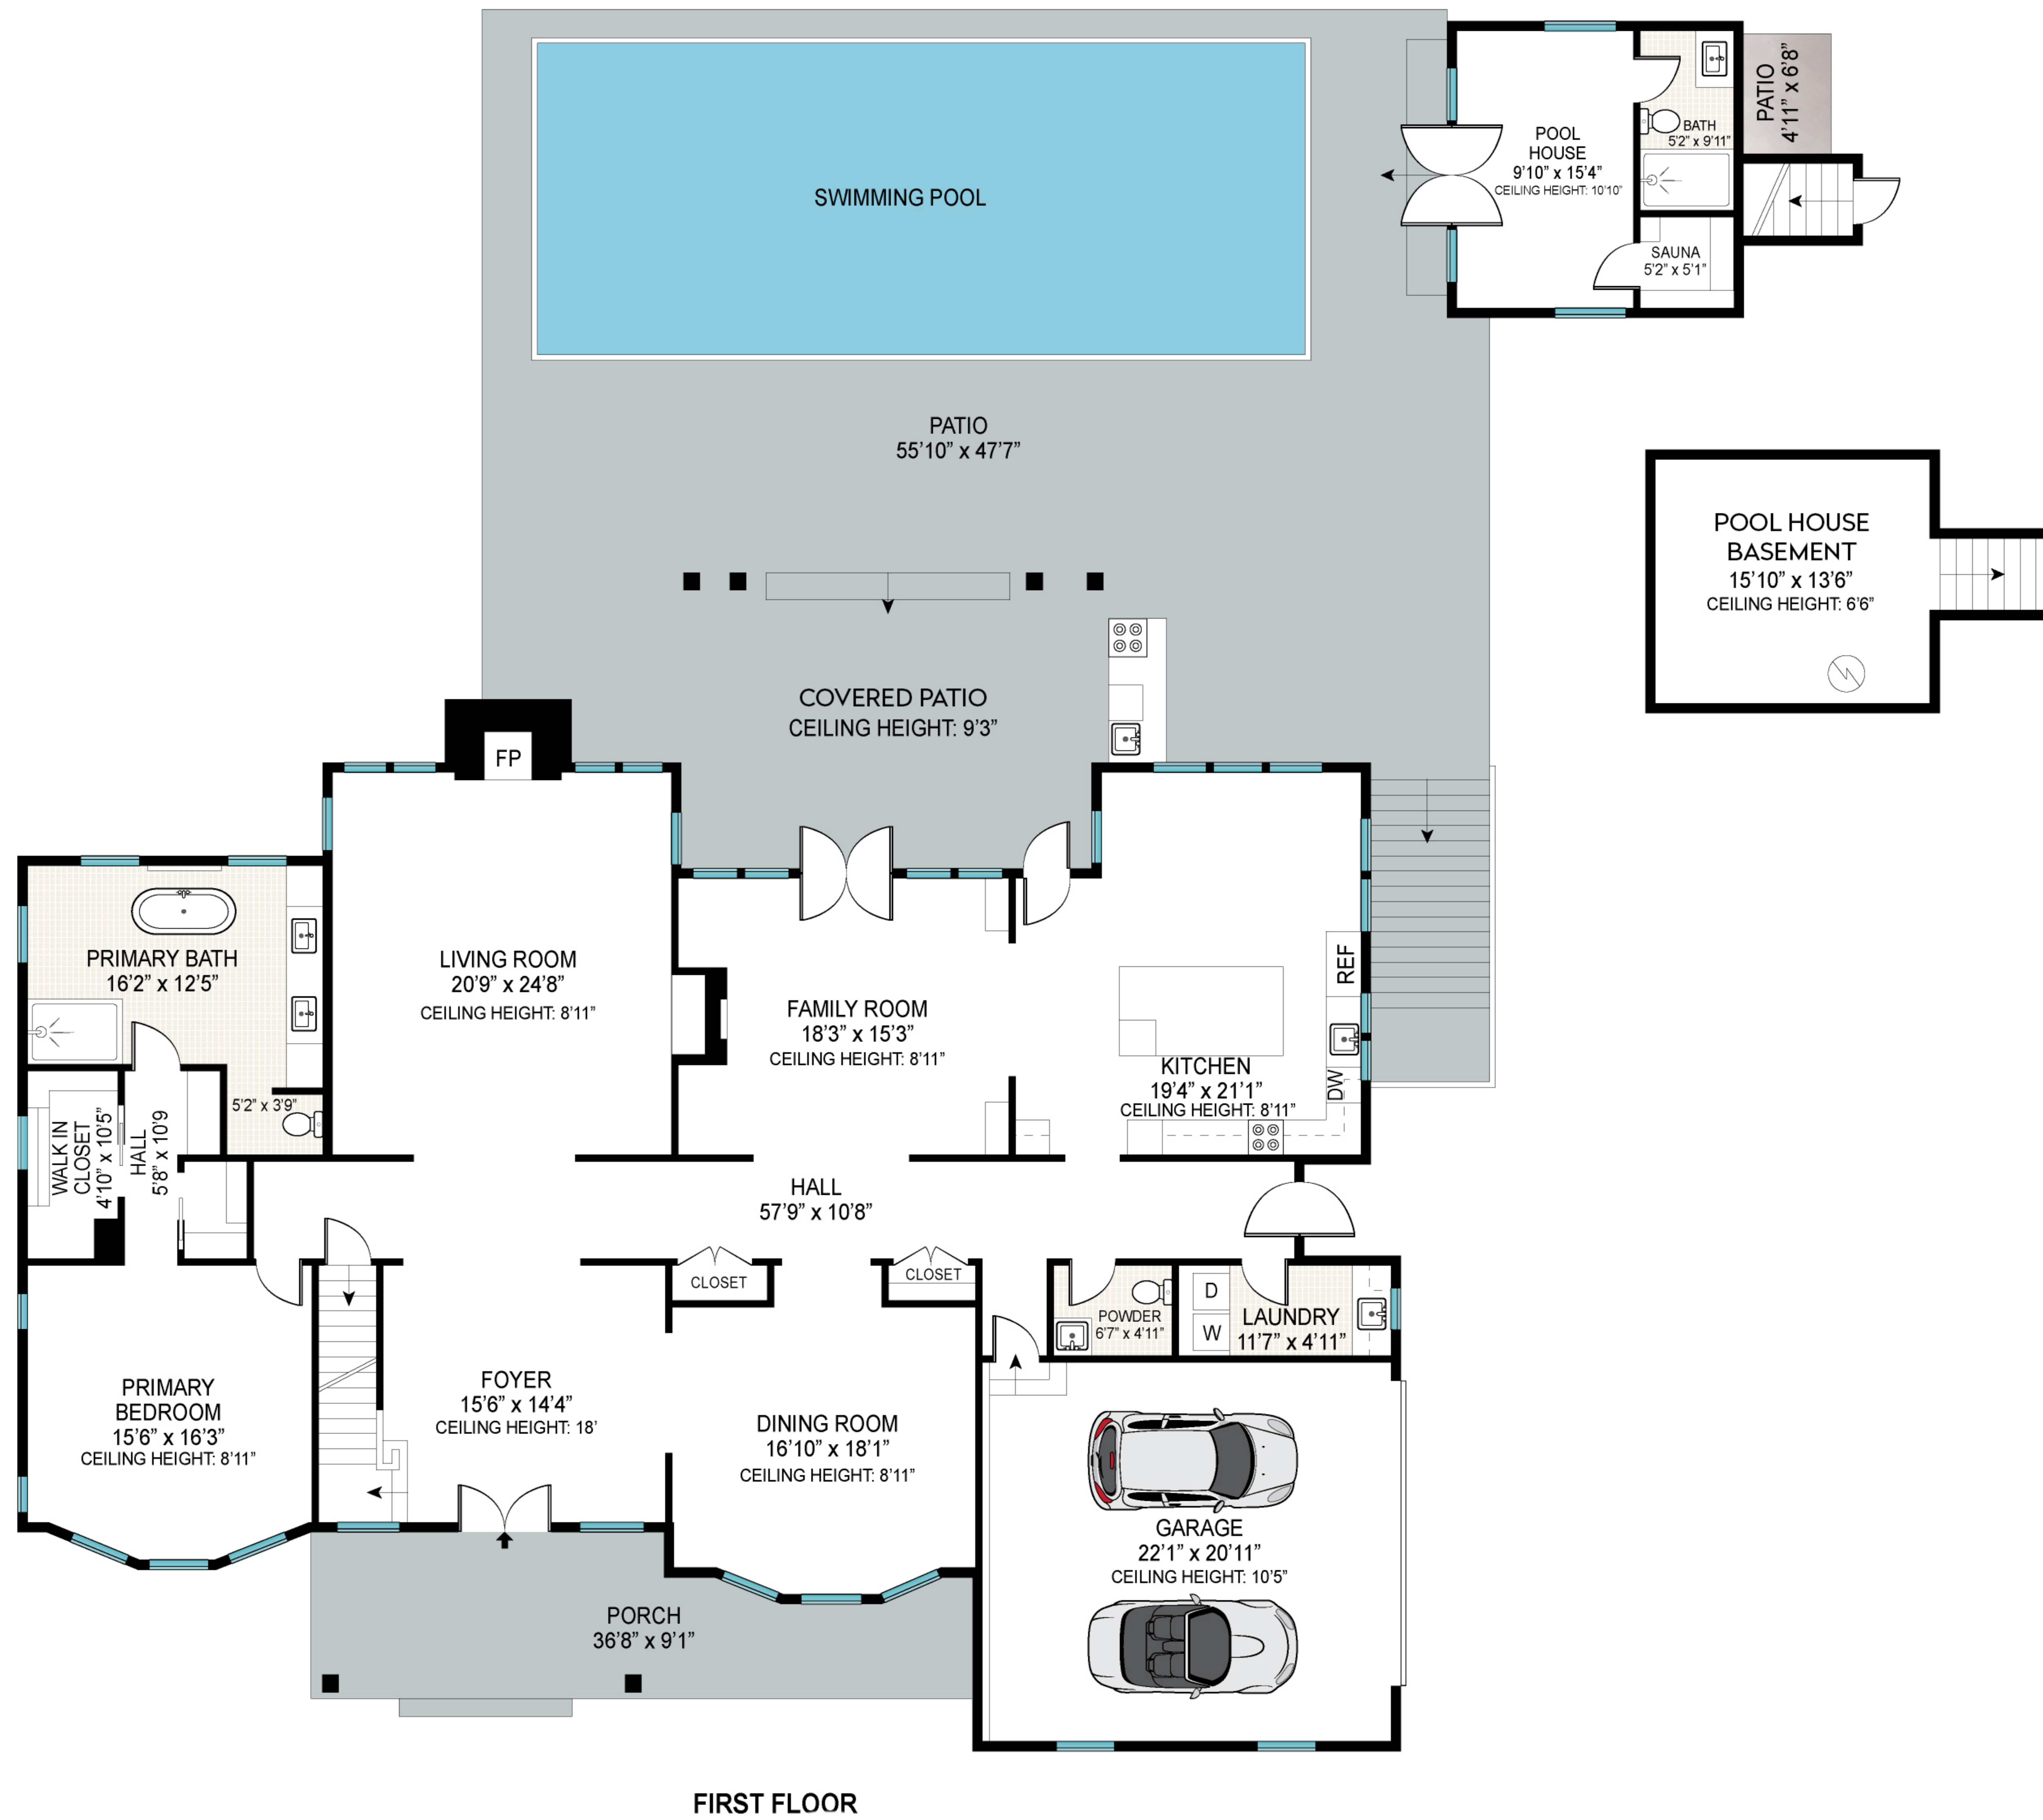 SWIMMING POOL
POOL
HOUSE
9'10" x 15'4"
CEILING HEIGHT: 10'10"
BATH
5'2" x 9'11"
PATIO
4'11" x 6'8"
SAUNA
5'2" x 5'1"
PATIO
55'10" x 47'7"
POOL HOUSE
BASEMENT
15'10" x 13'6"
CEILING HEIGHT: 6'6"
COVERED PATIO
CEILING HEIGHT: 9'3"
FP
PRIMARY BATH
16'2" x 12'5"
LIVING ROOM
20'9" x 24'8"
CEILING HEIGHT: 8'11"
FAMILY ROOM
18'3" x 15'3"
CEILING HEIGHT: 8'11"
REF
KITCHEN
19'4" x 21'1"
CEILING HEIGHT: 8'11"
DW
5'2" x 3'9"
WALK IN
CLOSET
4'10" x 10'5"
HALL
5'8" x 10'9
HALL
57'9" x 10'8"
CLOSET
CLOSET
POWDER
6'7" x 4'11"
D
W
LAUNDRY
11'7" x 4'11"
PRIMARY
BEDROOM
15'6" x 16'3"
CEILING HEIGHT: 8'11"
FOYER
15'6" x 14'4"
CEILING HEIGHT: 18'
DINING ROOM
16'10" x 18'1"
CEILING HEIGHT: 8'11"
GARAGE
22'1" x 20'11"
CEILING HEIGHT: 10'5"
PORCH
36'8" x 9'1"
FIRST FLOOR